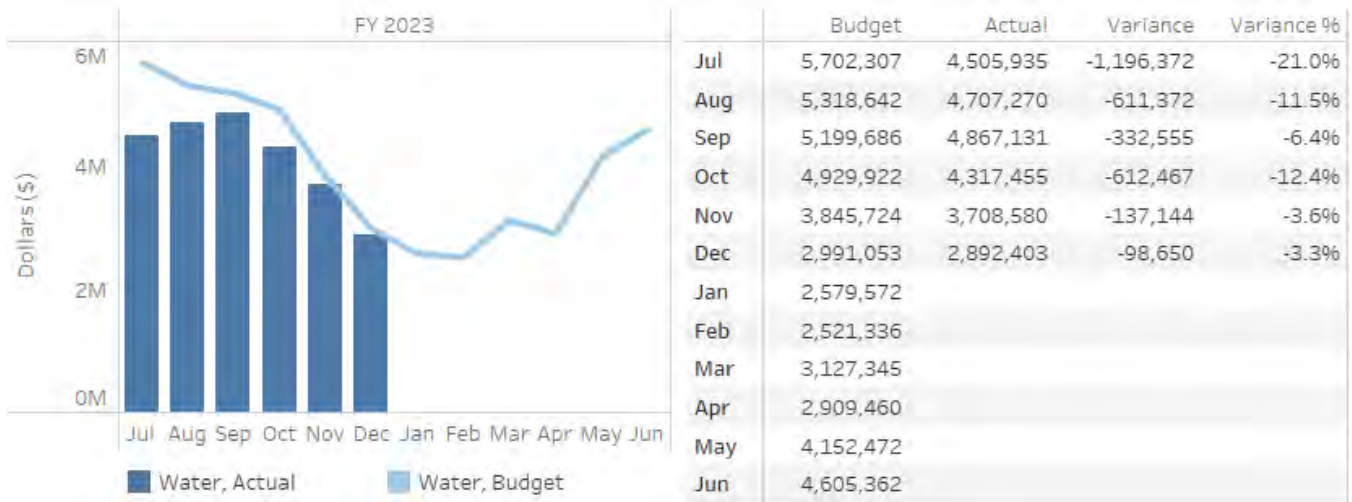 FY 2023
6M
4M
2M
0M
Dollars ($)
Jul Aug Sep Oct Nov Dec Jan Feb Mar Apr May Jun
Water, Actual Water, Budget
Budget Actual Variance Variance %
Jul 5,702,307 4,505,935 -1,196,372 -21.0%
Aug 5,318,642 4,707,270 -611,372 -11.5%
Sep 5,199,686 4,867,131 -332,555 -6.4%
Oct 4,929,922 4,317,455 -612,467 -12.4%
Nov 3,845,724 3,708,580 -137,144 -3.6%
Dec 2,991,053 2,892,403 -98,650 -3.3%
Jan 2,579,572
Feb 2,521,336
Mar 3,127,345
Apr 2,909,460
May 4,152,472
Jun 4,605,362